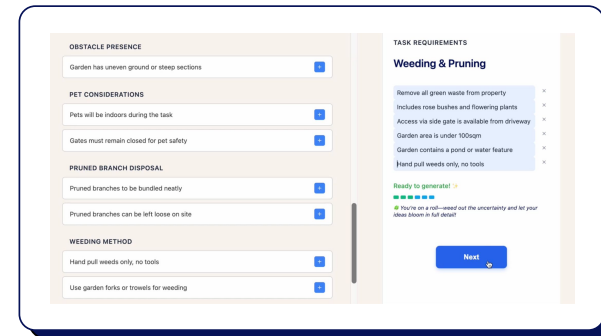 OBSTACLE PRESENCE
Garden has uneven ground or steep sections
PET CONSIDERATIONS
Pets will be indoors during the task
Gates must remain closed for pet safety
PRUNED BRANCH DISPOSAL
Pruned branches to be bundled neatly
Pruned branches can be left loose on site
WEEDING METHOD
Hand pull weeds only, no tools
Use garden forks or trowels for weeding
TASK REQUIREMENTS
Weeding & Pruning
Remove all green waste from property
Includes rose bushes and flowering plants
Access via side gate is available from driveway
Garden area is under 100sqm
Garden contains a pond or water feature
Hand pull weeds only, no tools
Ready to generate!
You're on a roll—weed out the uncertainty and let your
ideas bloom in full detail!
Next